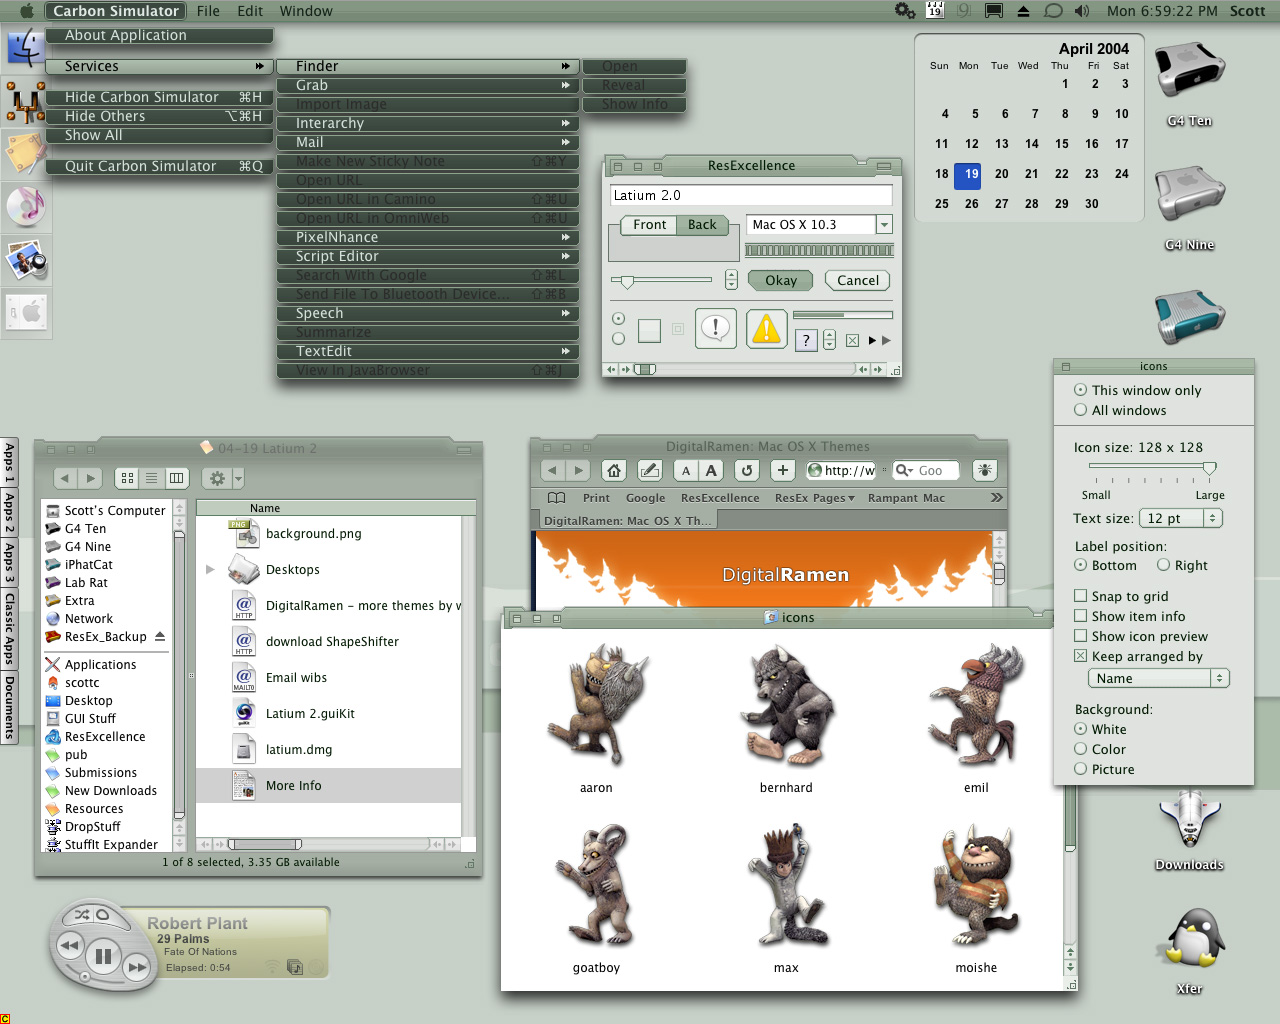 Carbon Simulator File Edit Window
19 9 Mon 6:59:22 PM Scott
About Application
Services
Hide Carbon Simulator ⌘H
Hide Others ⌥⌘H
Show All
Quit Carbon Simulator ⌘Q
Finder
Grab
Import Image
Interarchy
Mail
Make New Sticky Note ⇧⌘Y
Open URL
Open URL in Camino ⇧⌘U
Open URL in OmniWeb ⇧⌘U
PixelNhance
Script Editor
Search With Google ⇧⌘L
Send File To Bluetooth Device... ⇧⌘B
Speech
Summarize
TextEdit
View In JavaBrowser ⇧⌘J
Open
Reveal
Show Info
ResExcellence
Latium 2.0
Front Back
Mac OS X 10.3
Okay Cancel
?
April 2004
Sun Mon Tue Wed Thu Fri Sat
1 2 3
4 5 6 7 8 9 10
11 12 13 14 15 16 17
18 19 20 21 22 23 24
25 26 27 28 29 30
G4 Ten
G4 Nine
icons
This window only
All windows
Icon size: 128 x 128
Small Large
Text size: 12 pt
Label position:
Bottom Right
Snap to grid
Show item info
Show icon preview
Keep arranged by
Name
Background:
White
Color
Picture
Downloads
Xfer
Apps 1
Apps 2
Apps 3
Classic Apps
Documents
04-19 Latium 2
Scott's Computer
G4 Ten
G4 Nine
iPhatCat
Lab Rat
Extra
Network
ResEx_Backup
Applications
scottc
Desktop
GUI Stuff
ResExcellence
pub
Submissions
New Downloads
Resources
DropStuff
StuffIt Expander
Name
PNG
background.png
Desktops
HTTP
DigitalRamen - more themes by w
HTTP
download ShapeShifter
MAILTO
Email wibs
guiKit
Latium 2.guiKit
latium.dmg
More Info
1 of 8 selected, 3.35 GB available
DigitalRamen: Mac OS X Themes
A A http://w Goo
Print Google ResExcellence ResEx Pages Rampant Mac
DigitalRamen: Mac OS X Th...
DigitalRamen
icons
aaron bernhard emil
goatboy max moishe
Robert Plant
29 Palms
Fate Of Nations
Elapsed: 0:54
C